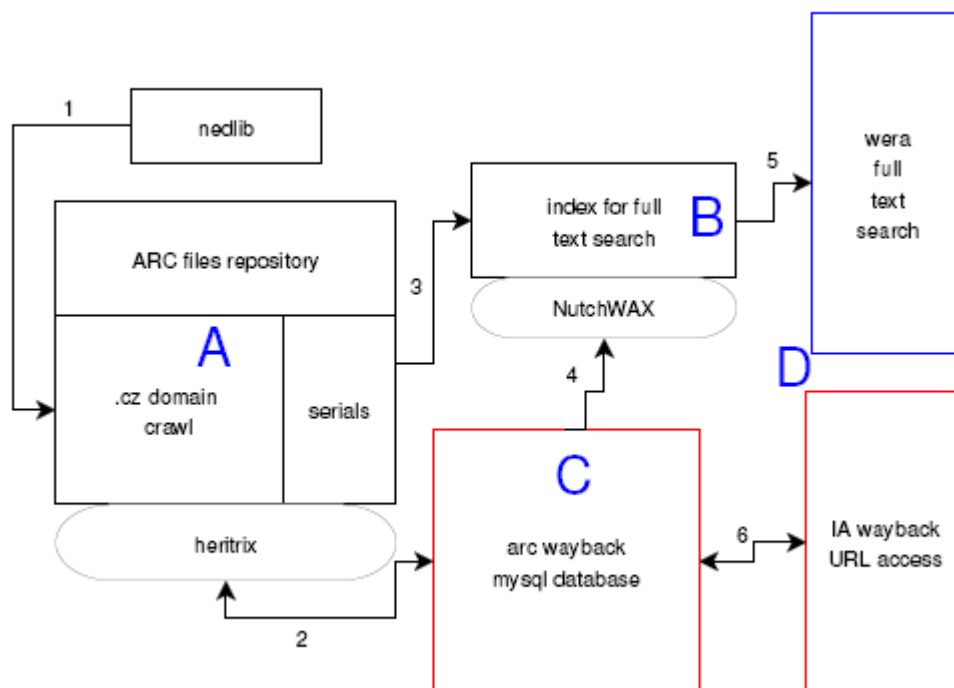 1
nedlib
ARC files repository
A
.cz domain
crawl
serials
heritrix
2
3
index for full
text search
B
NutchWAX
4
5
wera
full
text
search
D
C
arc wayback
mysql database
6
IA wayback
URL access